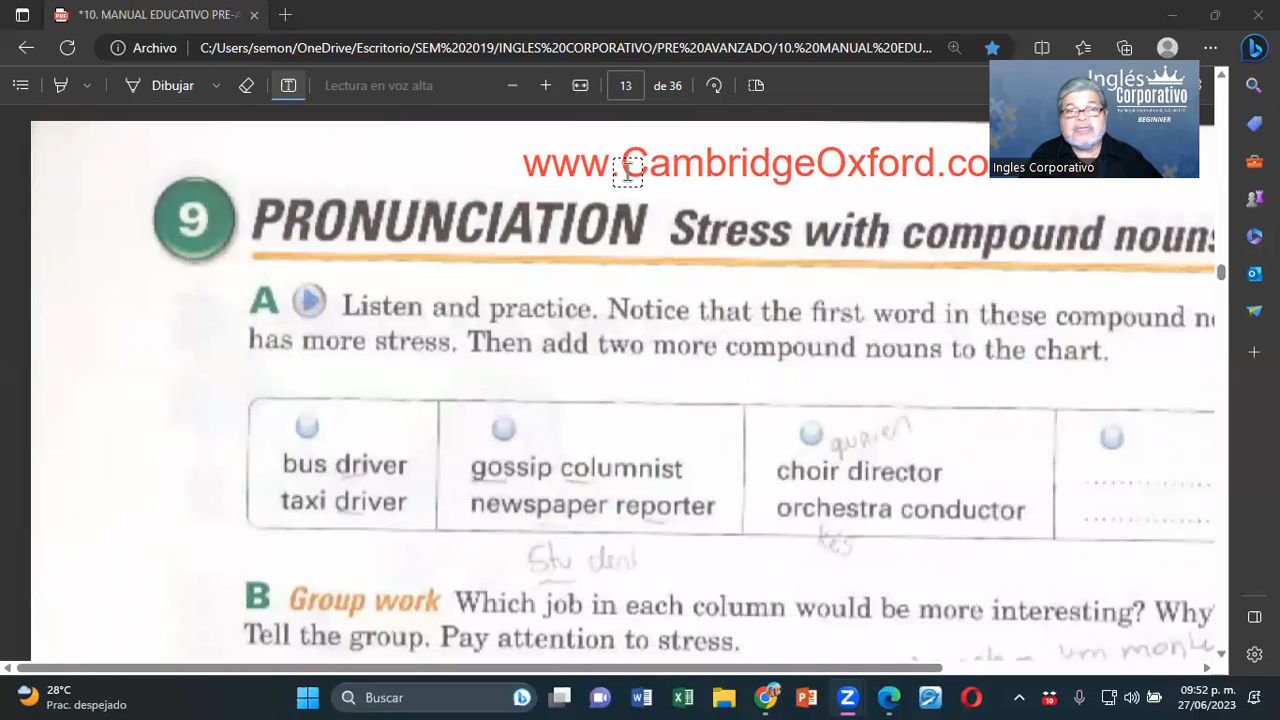 *10. MANUAL EDUCATIVO PRE-A
Archivo
C:/Users/semon/OneDrive/Escritorio/SEM%202019/INGLES%20CORPORATIVO/PRE%20AVANZADO/10.%20MANUAL%20EDU...
Dibujar
Lectura en voz alta
13
de 36
Inglés
Corporativo
BEGINNER
Ingles Corporativo
www.CambridgeOxford.co
9 PRONUNCIATION Stress with compound nouns
A Listen and practice. Notice that the first word in these compound n
has more stress. Then add two more compound nouns to the chart.
bus driver
taxi driver
gossip columnist
newspaper reporter
choir director
orchestra conductor
Student
B Group work Which job in each column would be more interesting? Why
Tell the group. Pay attention to stress.
28°C
Prac. despejado
Buscar
09:52 p. m.
27/06/2023